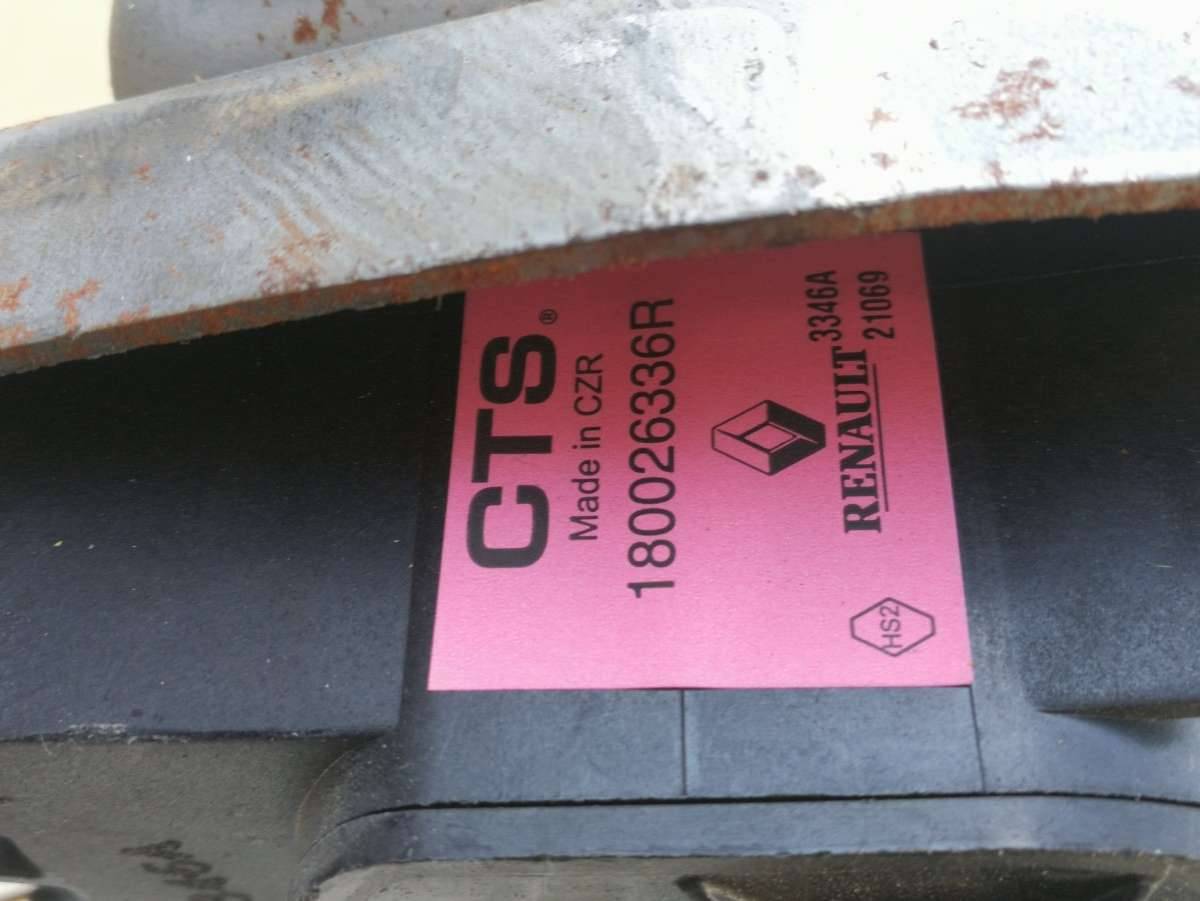 CTS®
Made in CZR
180026336R
RENAULT
3346A
21069
HS2